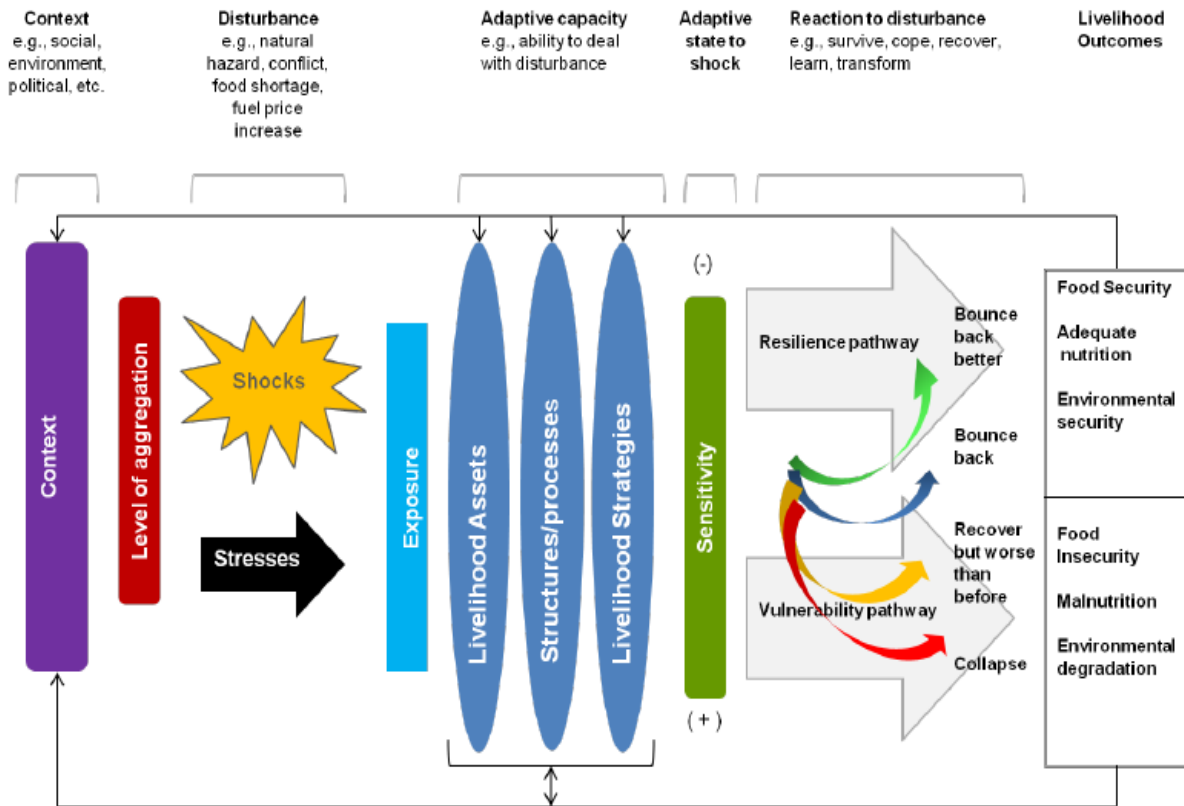 Context
e.g., social,
environment,
political, etc.
Disturbance
e.g., natural
hazard, conflict,
food shortage,
fuel price
increase
Adaptive capacity
e.g., ability to deal
with disturbance
Adaptive
state to
shock
Reaction to disturbance
e.g., survive, cope, recover,
learn, transform
Livelihood
Outcomes
Context
Level of aggregation
Shocks
Stresses
Exposure
Livelihood Assets
Structures/processes
Livelihood Strategies
(-)
Sensitivity
(+)
Resilience pathway
Bounce
back
better
Bounce
back
Recover
but worse
than
before
Vulnerability pathway
Collapse
Food Security
Adequate
nutrition
Environmental
security
Food
Insecurity
Malnutrition
Environmental
degradation